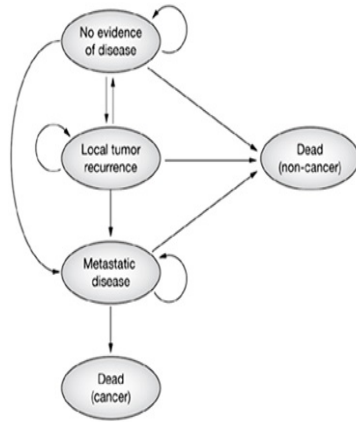 No evidence
of disease
Local tumor
recurrence
Dead
(non-cancer)
Metastatic
disease
Dead
(cancer)